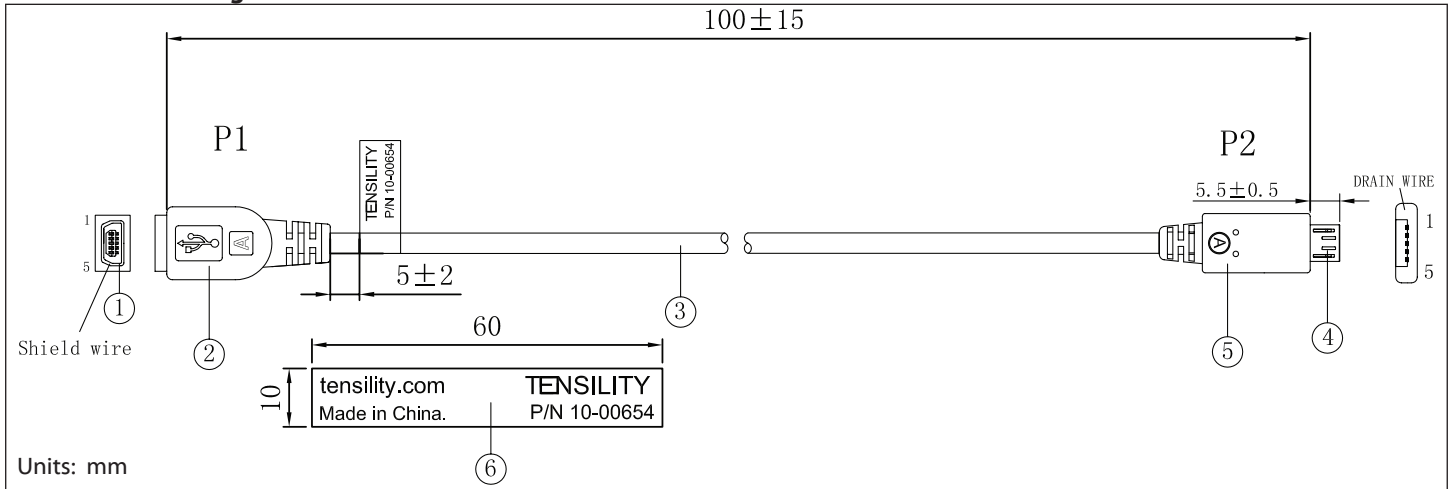 100±15
P1
P2
TENSILITY
P/N 10-00654
5.5±0.5
DRAIN WIRE
1
5
1
5
A
A
5±2
1
2
3
4
5
Shield wire
60
10
tensility.com TENSILITY
Made in China. P/N 10-00654
6
Units: mm